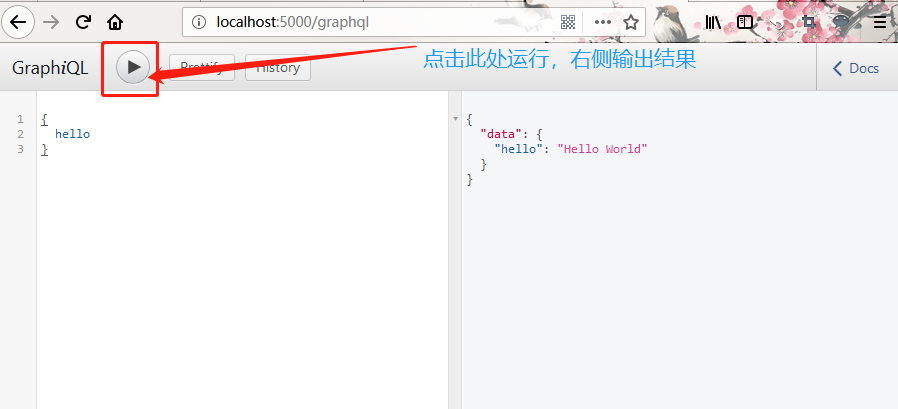 localhost:5000/graphql
GraphiQL
Prettify
History
点击此处运行，右侧输出结果
Docs
1 {
2 hello
3 }
{
"data": {
"hello": "Hello World"
}
}